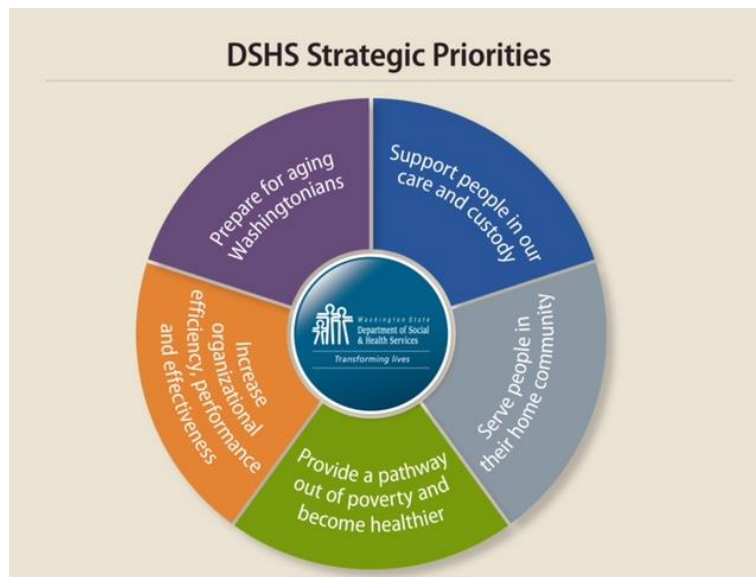 DSHS Strategic Priorities
Support people in our
care and custody
Serve people in
their home community
Provide a pathway
out of poverty and
become healthier
Increase
organizational
efficiency, performance
and effectiveness
Prepare for aging
Washingtonians
Washington State
Department of Social
& Health Services
Transforming lives